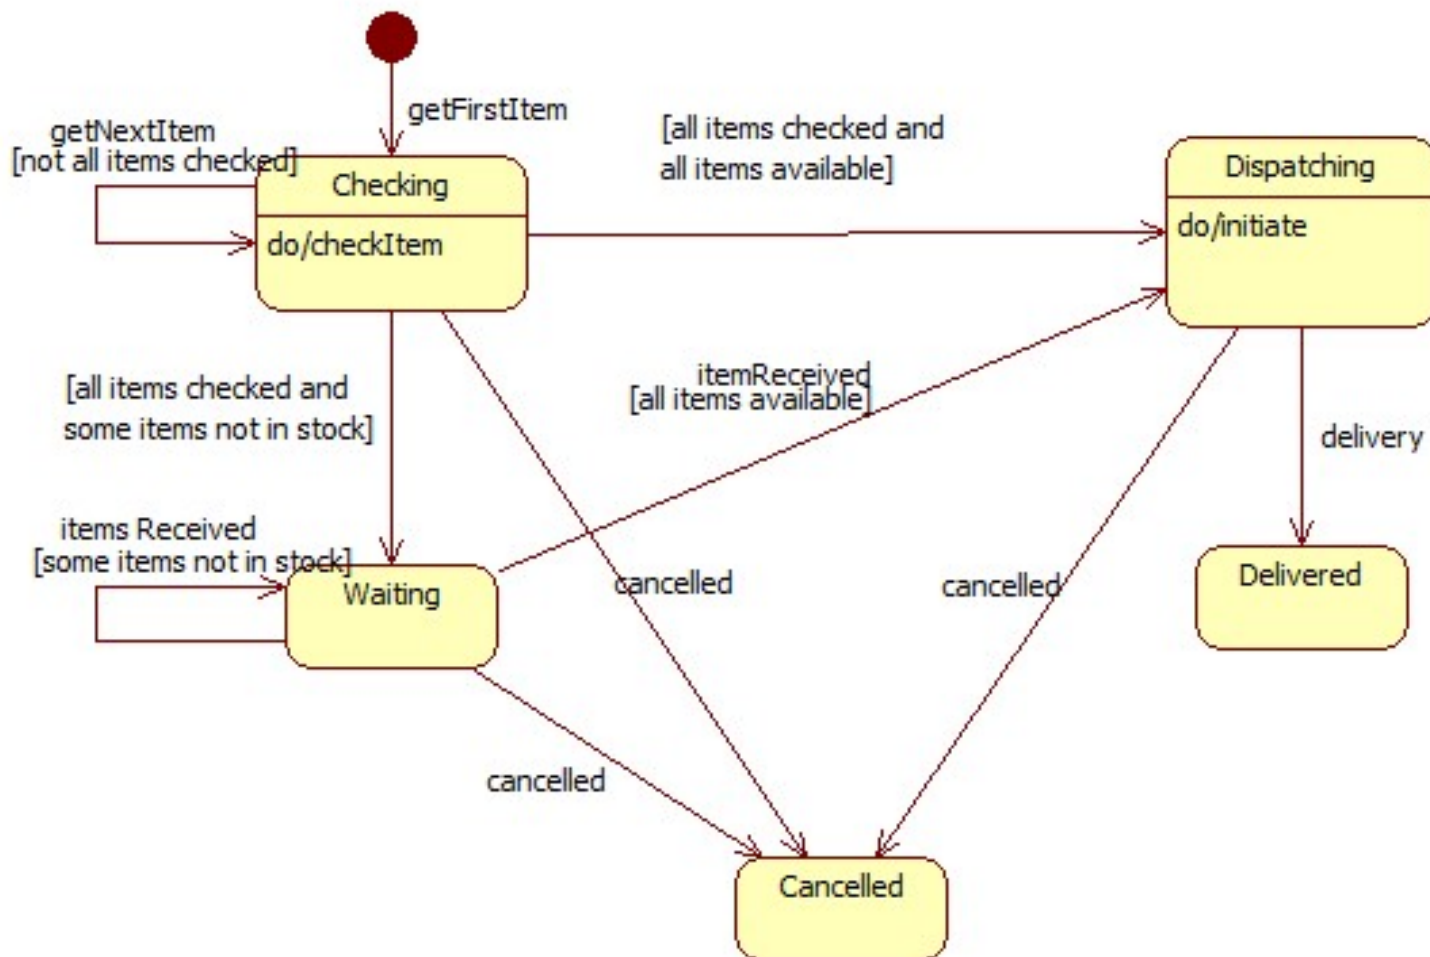 getFirstItem
getNextItem
[not all items checked]
[all items checked and
all items available]
Checking
do/checkItem
Dispatching
do/initiate
[all items checked and
some items not in stock]
itemReceived
[all items available]
delivery
items Received
[some items not in stock]
Waiting
cancelled
cancelled
Delivered
cancelled
Cancelled